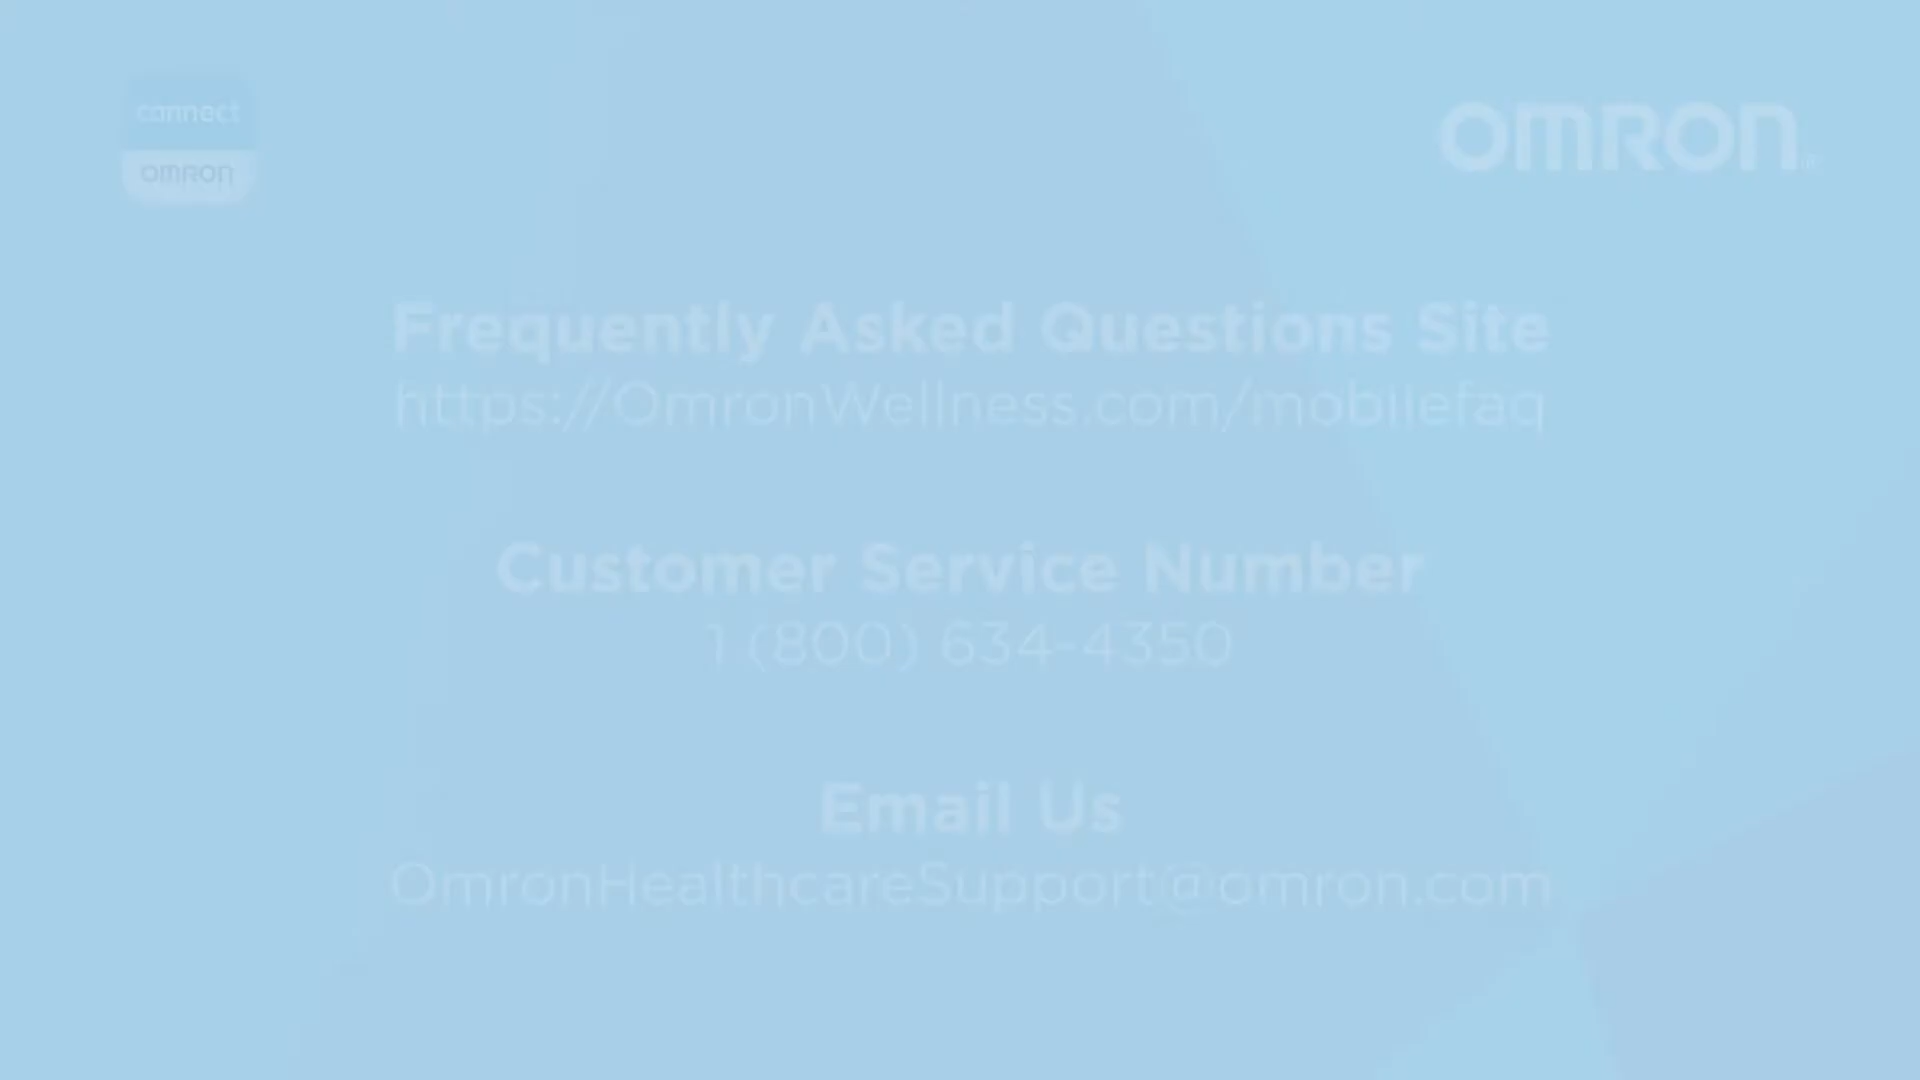 connect
OMRON
OMRON
Frequently Asked Questions Site
https://OmronWellness.com/mobilefaq
Customer Service Number
1 (800) 634-4350
Email Us
OmronHealthcareSupport@omron.com